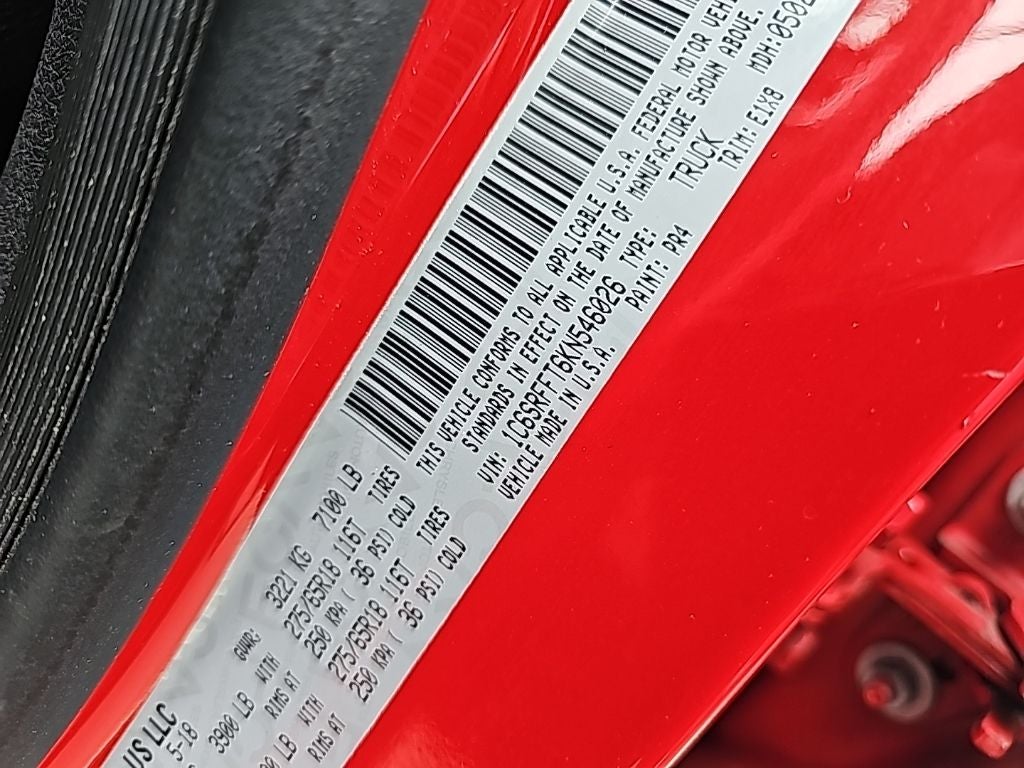 US LLC
5-18 GVWR: 3221 KG 7100 LB
3900 LB WITH 275/65R18 116T TIRES
RIMS AT 250 KPA ( 36 PSI) COLD
LB WITH 275/65R18 116T TIRES
RIMS AT 250 KPA ( 36 PSI) COLD
THIS VEHICLE CONFORMS TO ALL APPLICABLE U.S.A. FEDERAL MOTOR
STANDARDS IN EFFECT ON THE DATE OF MANUFACTURE SHOWN ABOVE.
VIN: 1C6SRFFT6KN546026 TYPE: TRUCK MDH:
VEHICLE MADE IN U.S.A. PAINT: PR4 TRIM: E1X8